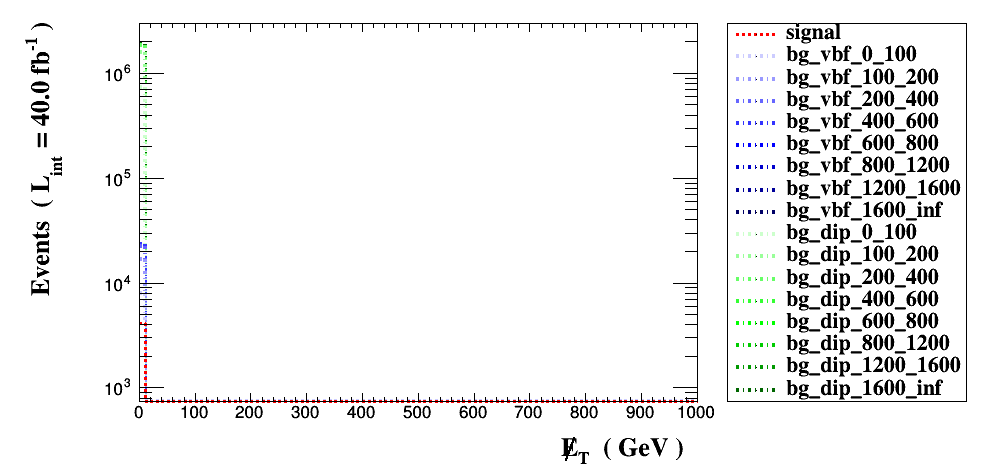 Events ( L_int = 40.0 fb^-1 )
10^6
10^5
10^4
10^3
0 100 200 300 400 500 600 700 800 900 1000
E̸_T ( GeV )
signal
bg_vbf_0_100
bg_vbf_100_200
bg_vbf_200_400
bg_vbf_400_600
bg_vbf_600_800
bg_vbf_800_1200
bg_vbf_1200_1600
bg_vbf_1600_inf
bg_dip_0_100
bg_dip_100_200
bg_dip_200_400
bg_dip_400_600
bg_dip_600_800
bg_dip_800_1200
bg_dip_1200_1600
bg_dip_1600_inf